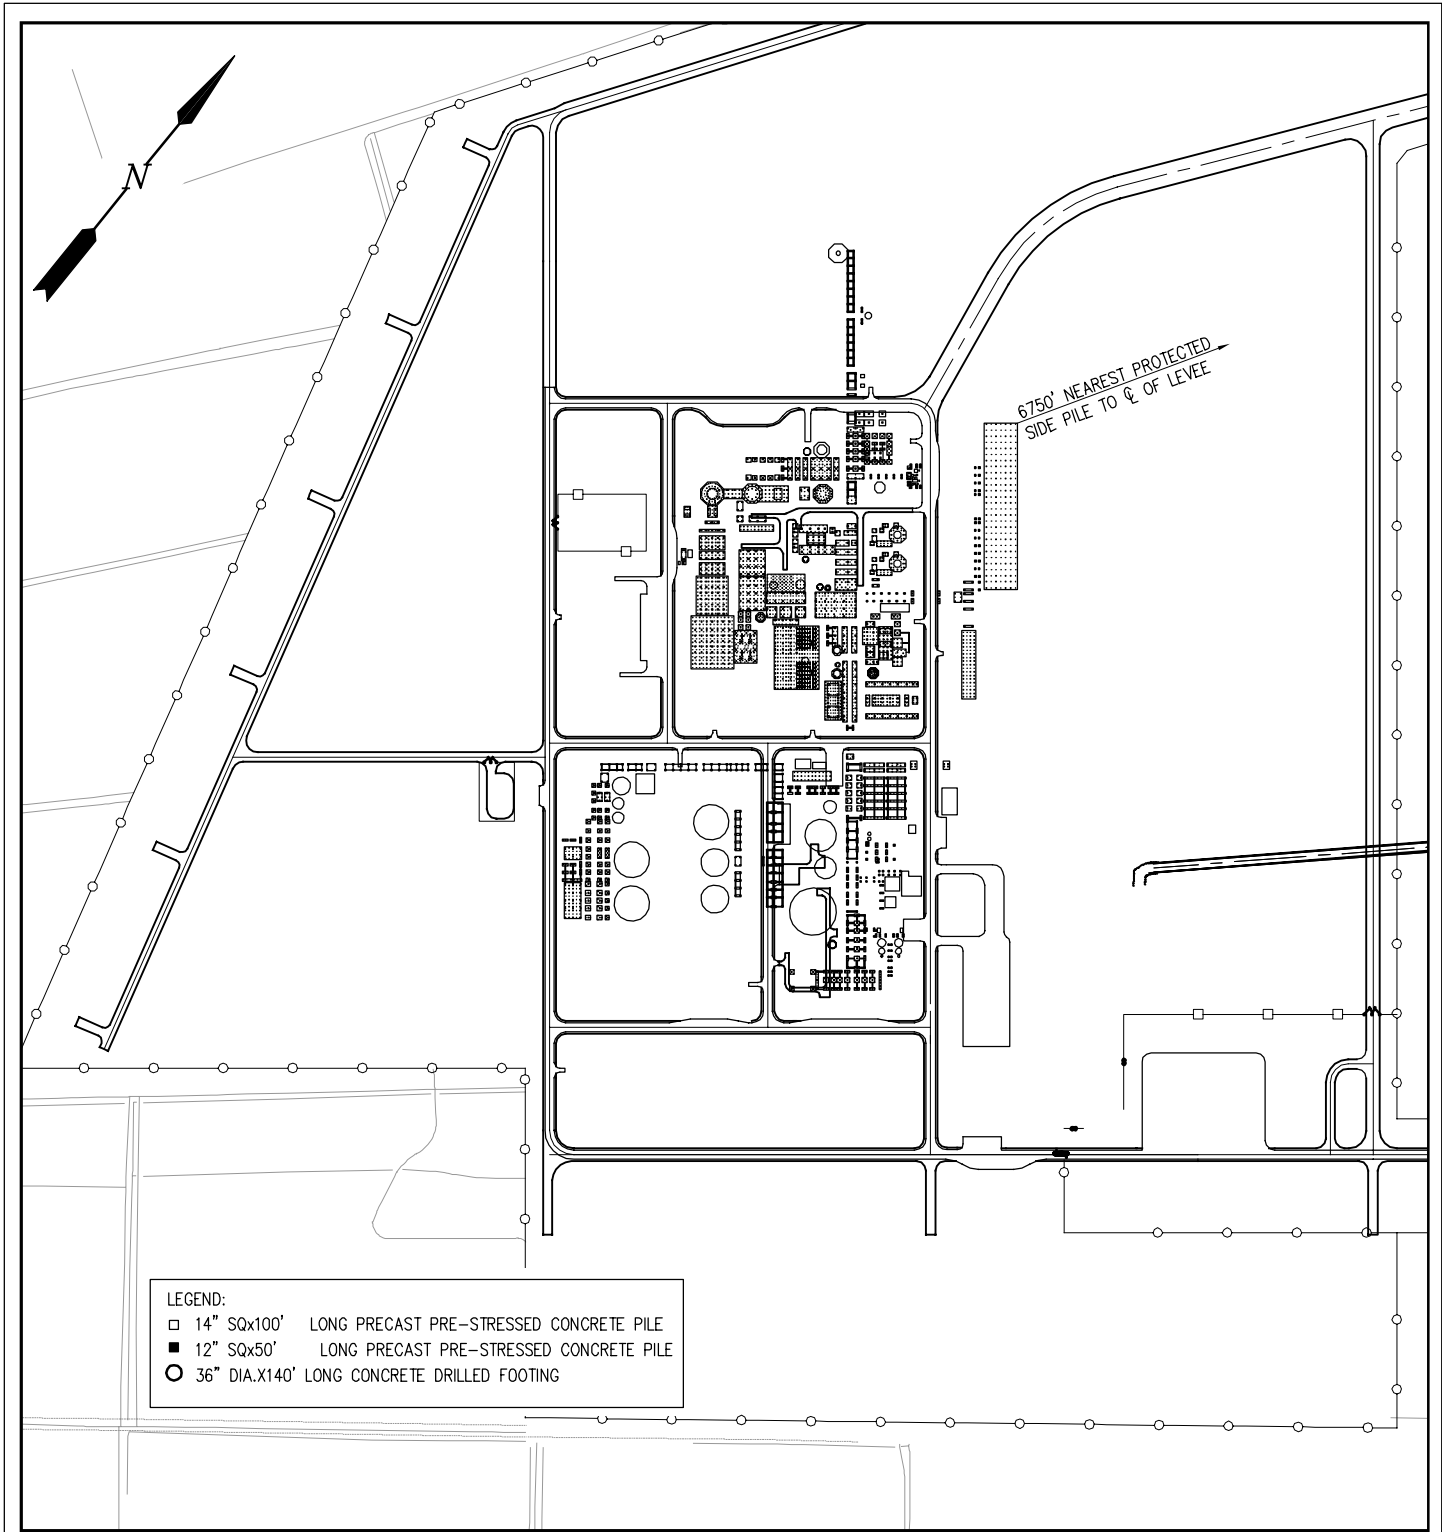 N
6750' NEAREST PROTECTED
SIDE PILE TO ℄ OF LEVEE
LEGEND:
14" SQx100' LONG PRECAST PRE-STRESSED CONCRETE PILE
12" SQx50' LONG PRECAST PRE-STRESSED CONCRETE PILE
36" DIA.X140' LONG CONCRETE DRILLED FOOTING